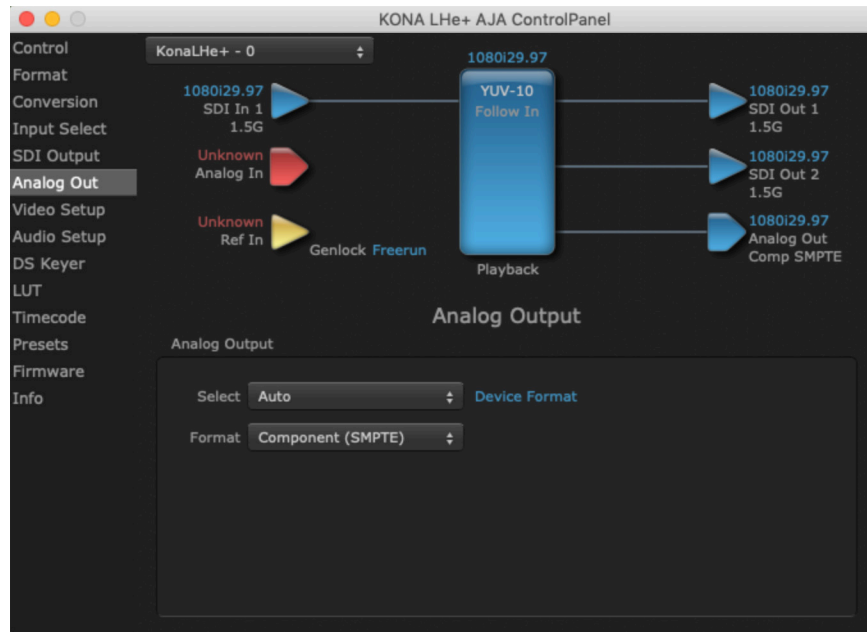 KONA LHe+ AJA ControlPanel
Control
Format
Conversion
Input Select
SDI Output
Analog Out
Video Setup
Audio Setup
DS Keyer
LUT
Timecode
Presets
Firmware
Info
KonaLHe+ - 0
1080i29.97
1080i29.97
SDI In 1
1.5G
Unknown
Analog In
Unknown
Ref In
Genlock Freerun
YUV-10
Follow In
Playback
1080i29.97
SDI Out 1
1.5G
1080i29.97
SDI Out 2
1.5G
1080i29.97
Analog Out
Comp SMPTE
Analog Output
Analog Output
Select Auto Device Format
Format Component (SMPTE)